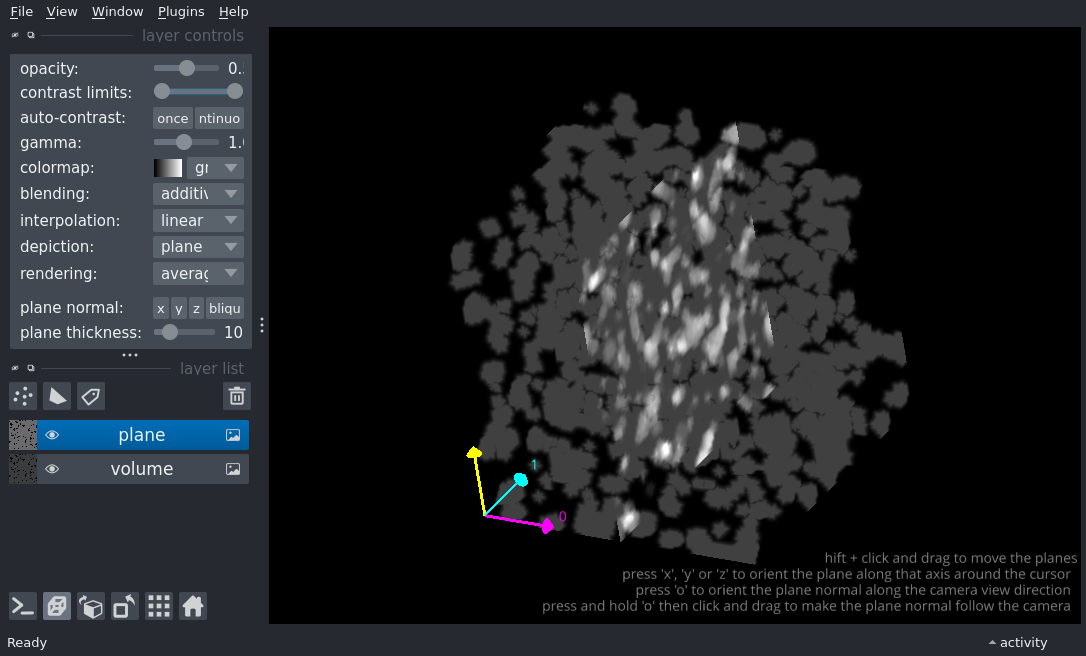 File View Window Plugins Help
layer controls
opacity: 0.
contrast limits:
auto-contrast: once ntinuo
gamma: 1.
colormap: gr
blending: additiv
interpolation: linear
depiction: plane
rendering: averag
plane normal: x y z bliqu
plane thickness: 10
layer list
plane
volume
1
0
hift + click and drag to move the planes
press 'x', 'y' or 'z' to orient the plane along that axis around the cursor
press 'o' to orient the plane normal along the camera view direction
press and hold 'o' then click and drag to make the plane normal follow the camera
Ready
activity